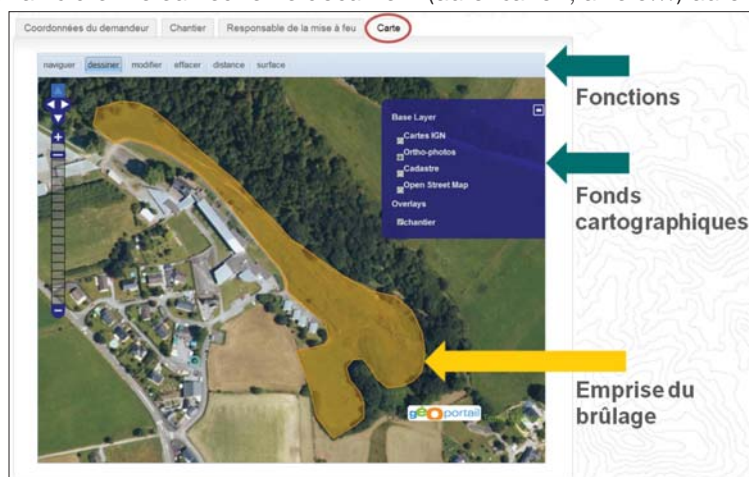 Coordonnées du demandeur Chantier Responsable de la mise à feu Carte
naviguer dessiner modifier effacer distance surface
Fonctions
Base Layer
Cartes IGN
Ortho-photos
Cadastre
Open Street Map
Overlays
Chantier
Fonds
cartographiques
Emprise du
brûlage
géoportail